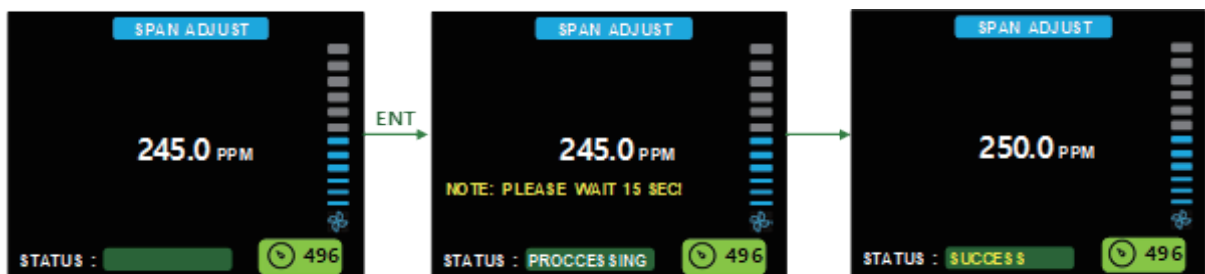 SPAN ADJUST
245.0 PPM
STATUS :
496
ENT
SPAN ADJUST
245.0 PPM
NOTE: PLEASE WAIT 15 SEC!
STATUS : PROCCESSING
496
SPAN ADJUST
250.0 PPM
STATUS : SUCCESS
496